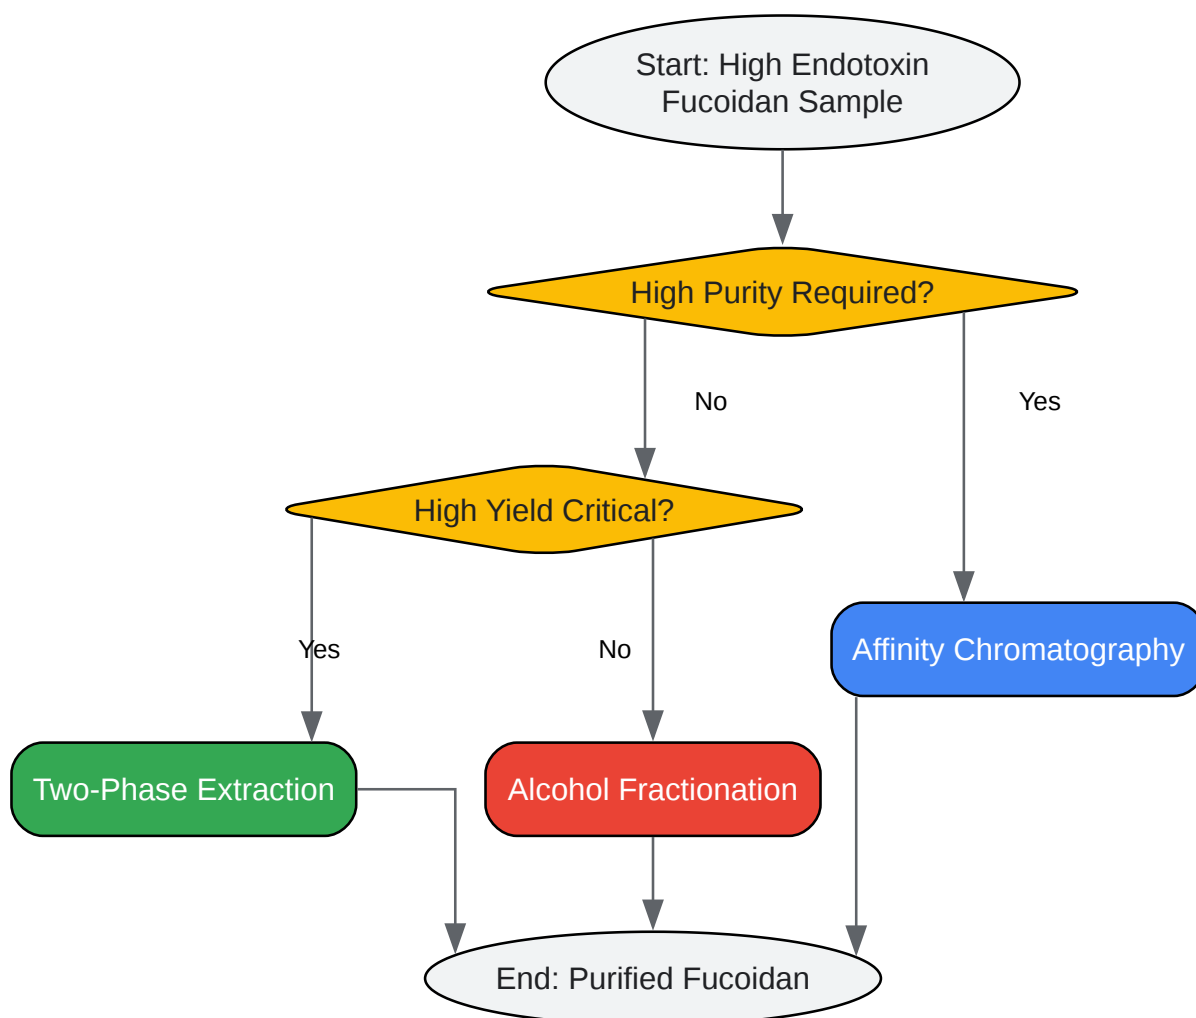 Start: High Endotoxin
Fucoidan Sample
High Purity Required?
No
Yes
High Yield Critical?
Yes
No
Affinity Chromatography
Two-Phase Extraction
Alcohol Fractionation
End: Purified Fucoidan